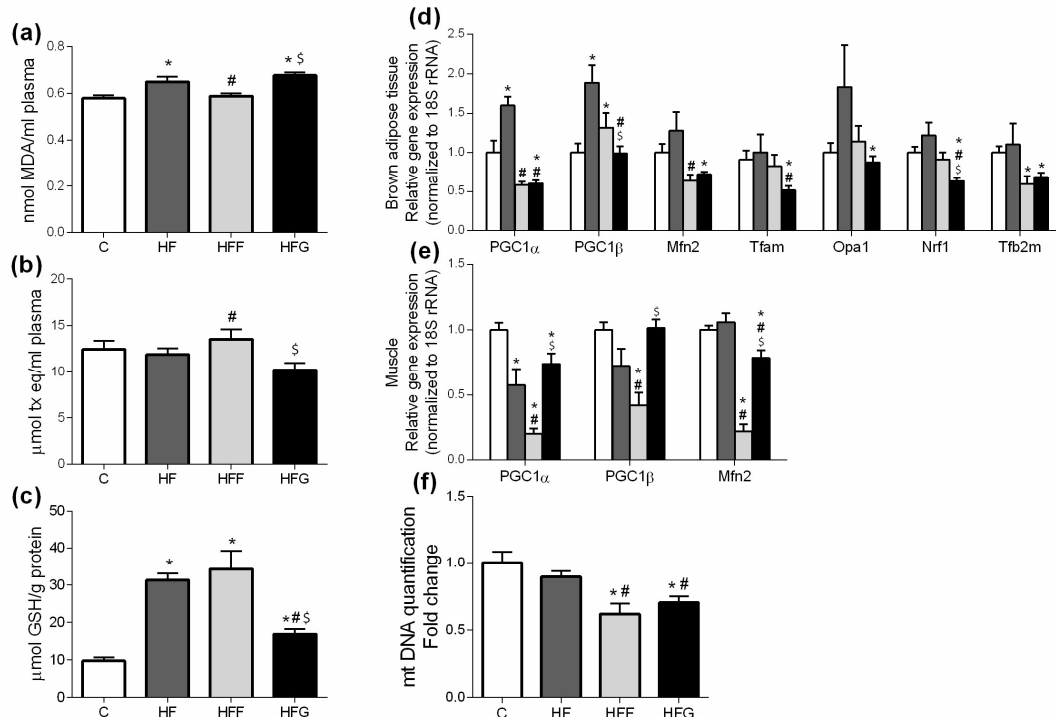 (a)
nmol MDA/ml plasma
0.8
0.6
0.4
0.2
0.0
* # * $
C HF HFF HFG
(b)
μmol tx eq/ml plasma
20
15
10
5
0
# $
C HF HFF HFG
(c)
μmol GSH/g protein
50
40
30
20
10
0
* * *#$
C HF HFF HFG
(d)
Brown adipose tissue
Relative gene expression
(normalized to 18S rRNA)
2.5
2.0
1.5
1.0
0.5
0.0
* # * #
* * # $
# *
* #
*
* # $
* *
PGC1α PGC1β Mfn2 Tfam Opa1 Nrf1 Tfb2m
(e)
Muscle
Relative gene expression
(normalized to 18S rRNA)
1.5
1.0
0.5
0.0
* * # * $
* # $
* # * # $
PGC1α PGC1β Mfn2
(f)
mt DNA quantification
Fold change
1.5
1.0
0.5
0.0
* # * #
C HF HFF HFG